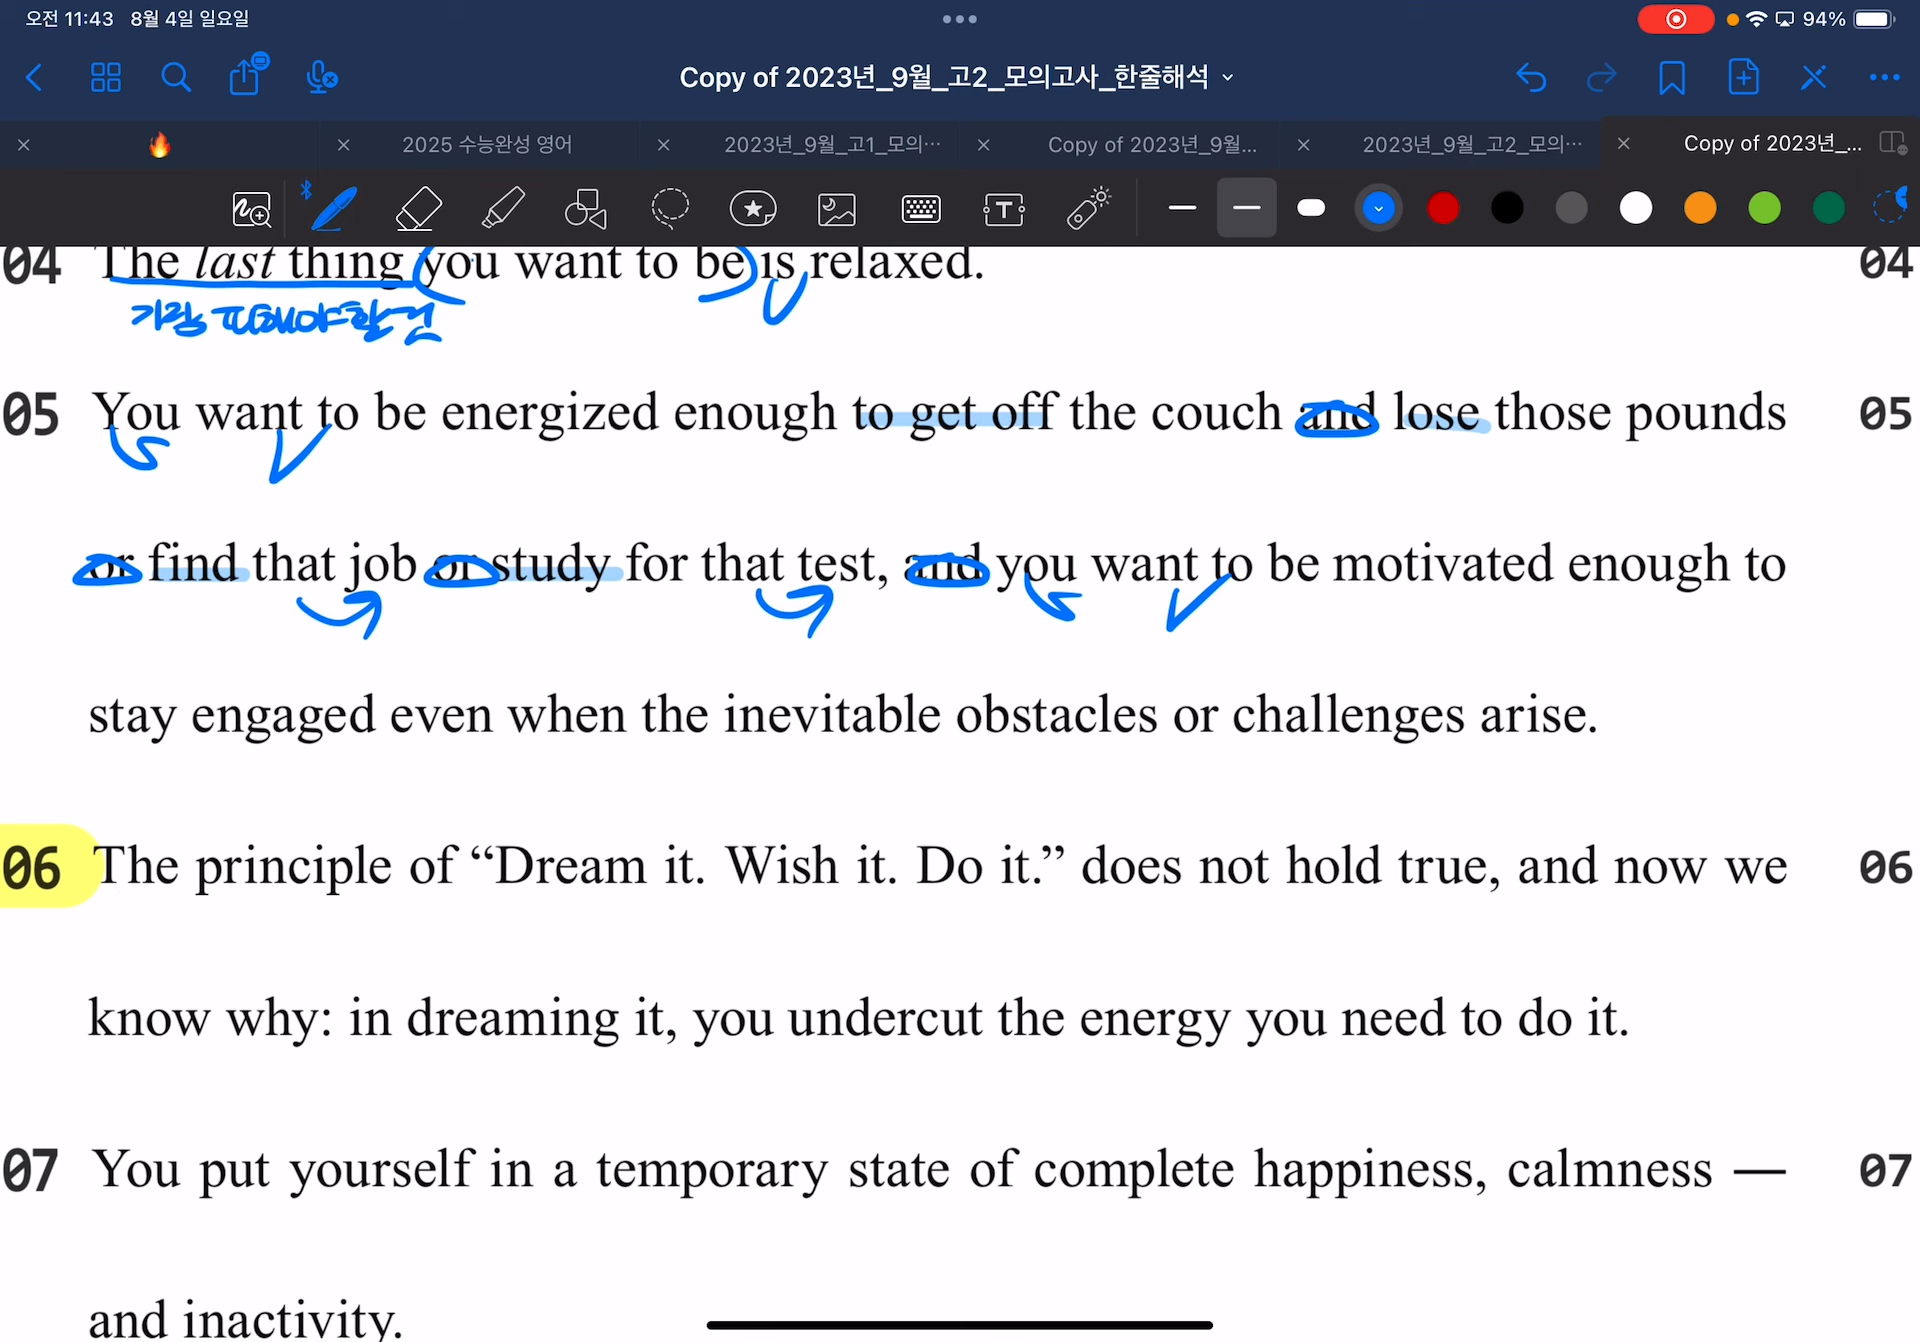 오전 11:43 8월 4일 일요일
94%
Copy of 2023년_9월_고2_모의고사_한줄해석
2025 수능완성 영어
2023년_9월_고1_모의…
Copy of 2023년_9월...
2023년_9월_고2_모의…
Copy of 2023년_...
04 The last thing you want to be is relaxed. 04
가장 피해야할 건
05 You want to be energized enough to get off the couch and lose those pounds 05
or find that job or study for that test, and you want to be motivated enough to
stay engaged even when the inevitable obstacles or challenges arise.
06 The principle of “Dream it. Wish it. Do it.” does not hold true, and now we 06
know why: in dreaming it, you undercut the energy you need to do it.
07 You put yourself in a temporary state of complete happiness, calmness — 07
and inactivity.